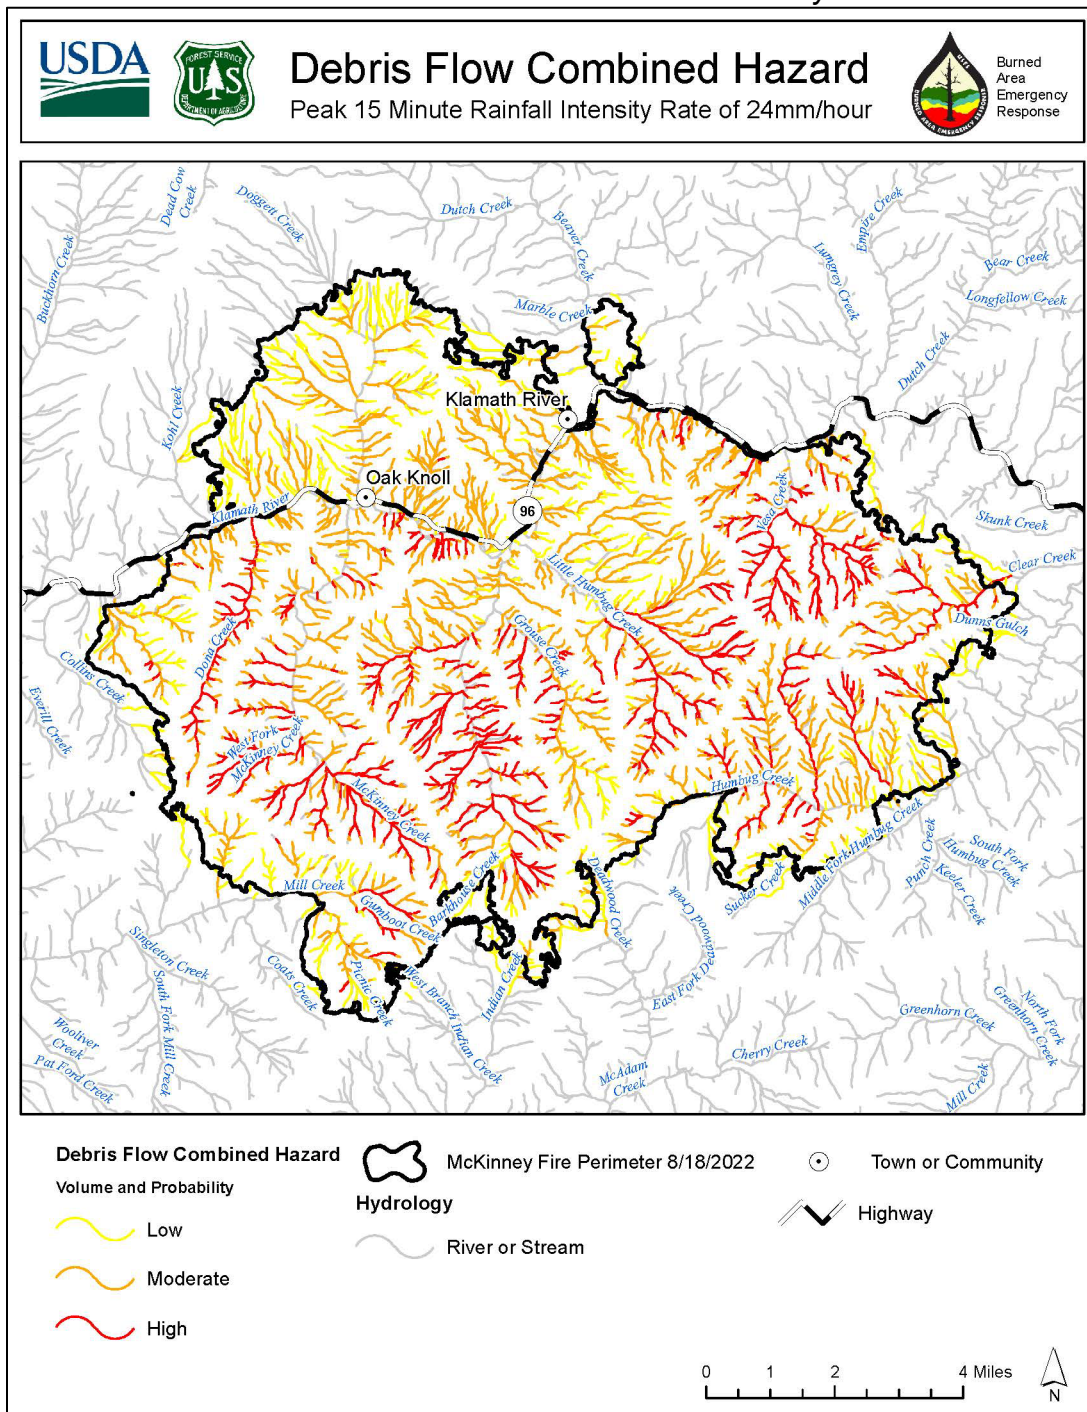 USDA
FOREST SERVICE
U S
DEPARTMENT OF AGRICULTURE
Debris Flow Combined Hazard
Peak 15 Minute Rainfall Intensity Rate of 24mm/hour
BURNED AREA EMERGENCY RESPONSE
Burned
Area
Emergency
Response
Dead Cow
Creek
Doggett Creek
Dutch Creek
Beaver Creek
Empire Creek
Lumgrey Creek
Bear Creek
Longfellow Creek
Buckhorn Creek
Marble Creek
Dutch Creek
Kohl Creek
Klamath River
Oak Knoll
Klamath River
96
Vesa Creek
Skunk Creek
Clear Creek
Little Humbug Creek
Dunns Gulch
Grouse Creek
Dona Creek
Collins Creek
Everill Creek
West Fork
McKinney Creek
McKinney Creek
Humbug Creek
Middle Fork Humbug Creek
Punch Creek
South Fork
Humbug Creek
Keeler Creek
Sucker Creek
Mill Creek
Gumboot Creek
Barkhouse Creek
Deadwood Creek
East Fork Deadwood Creek
Singleton Creek
South Fork Mill Creek
Coats Creek
Picnic Creek
West Branch Indian Creek
Indian Creek
Wooliver
Creek
Pat Ford Creek
McAdam
Creek
Cherry Creek
Greenhorn Creek
North Fork
Greenhorn Creek
Mill Creek
Debris Flow Combined Hazard
Volume and Probability
Low
Moderate
High
McKinney Fire Perimeter 8/18/2022
Hydrology
River or Stream
Town or Community
Highway
0 1 2 4 Miles
N